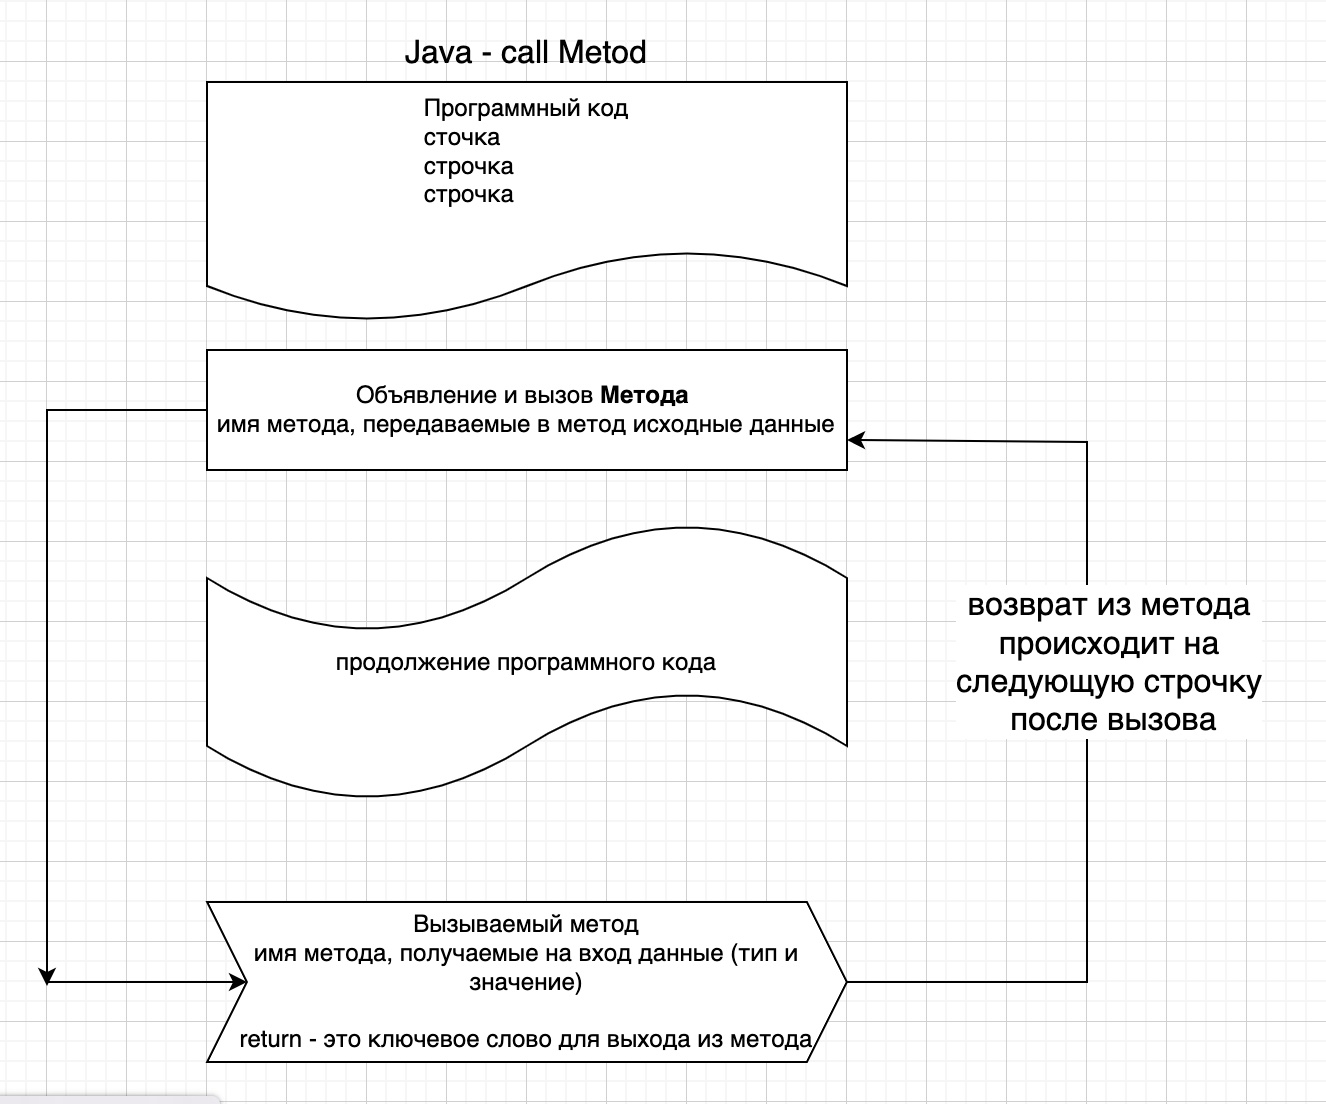 Java - call Metod
Программный код
сточка
строчка
строчка
Объявление и вызов Метода
имя метода, передаваемые в метод исходные данные
возврат из метода
происходит на
следующую строчку
после вызова
продолжение программного кода
Вызываемый метод
имя метода, получаемые на вход данные (тип и
значение)
return - это ключевое слово для выхода из метода